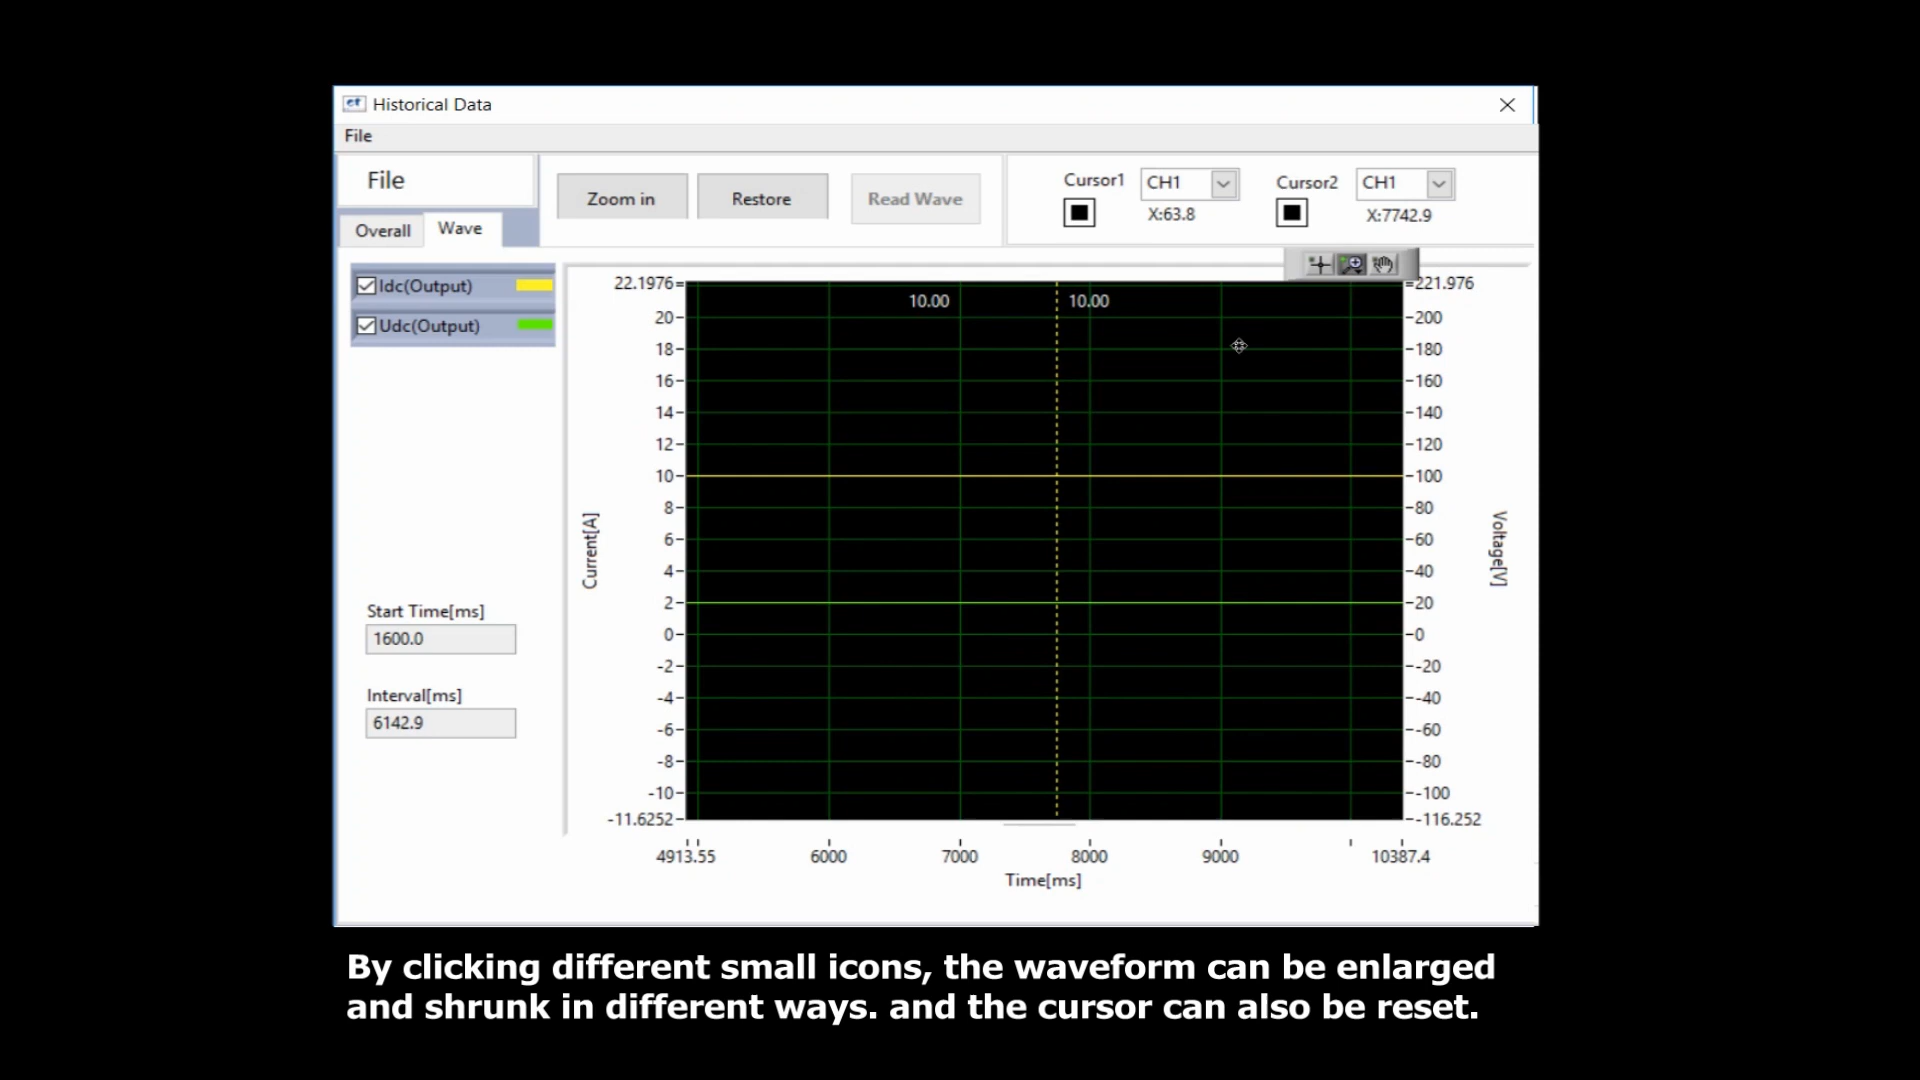 Historical Data
File
File
Zoom in
Restore
Read Wave
Cursor1
CH1
X:63.8
Cursor2
CH1
X:7742.9
Overall
Wave
Idc(Output)
Udc(Output)
Start Time[ms]
1600.0
Interval[ms]
6142.9
Current[A]
22.1976
20
18
16
14
12
10
8
6
4
2
0
-2
-4
-6
-8
-10
-11.6252
10.00
10.00
221.976
200
180
160
140
120
100
80
60
40
20
0
-20
-40
-60
-80
-100
-116.252
Voltage[V]
4913.55
6000
7000
8000
9000
10387.4
Time[ms]
By clicking different small icons, the waveform can be enlarged
and shrunk in different ways. and the cursor can also be reset.